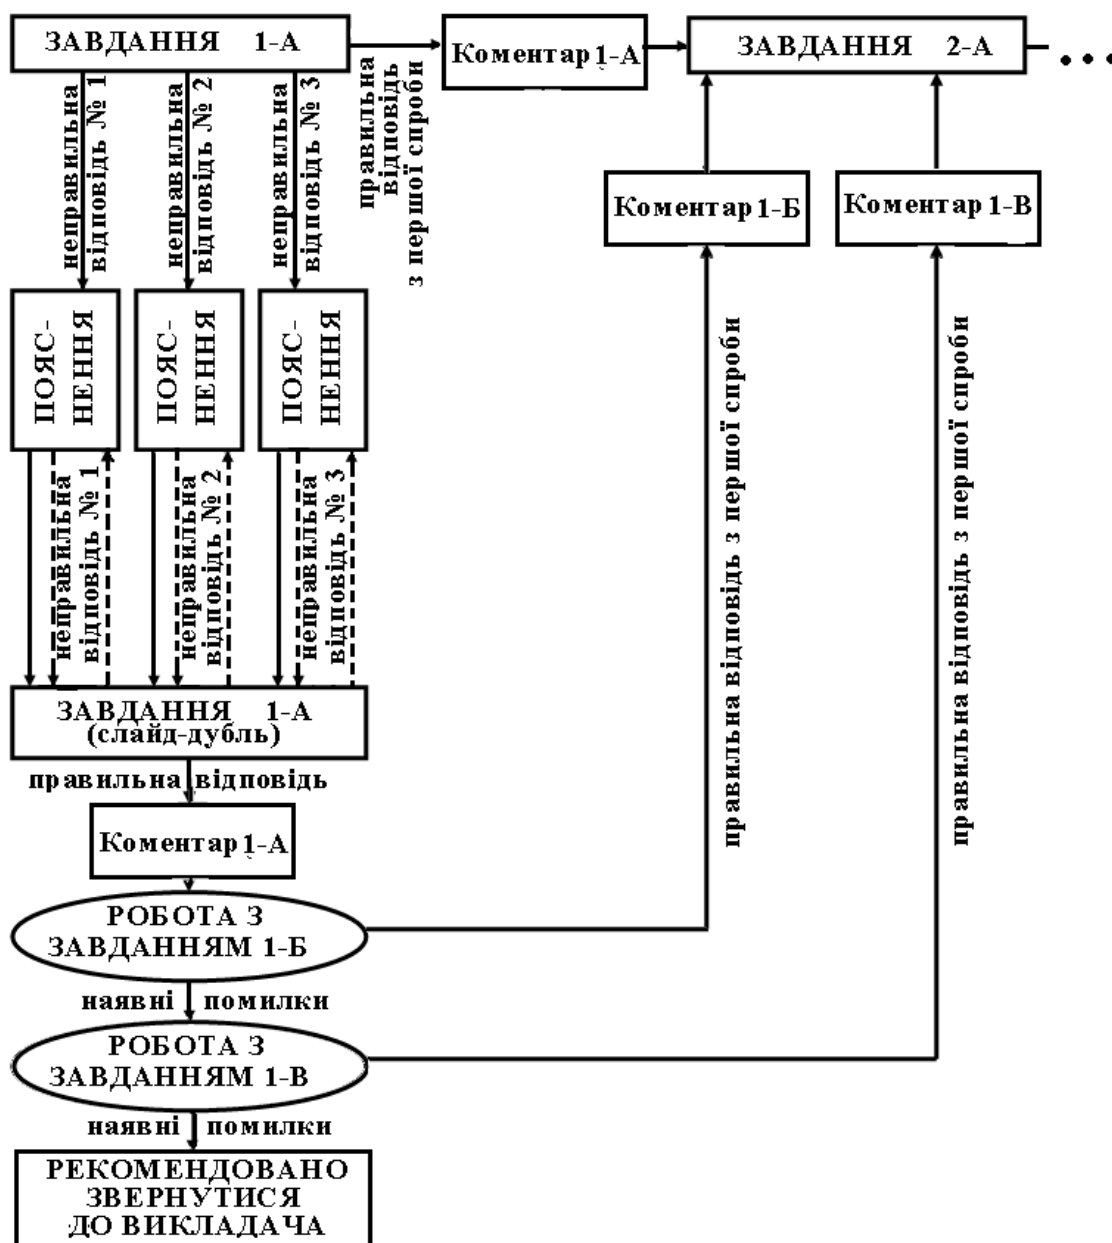 ЗАВДАННЯ 1-А
Коментар 1-А
ЗАВДАННЯ 2-А
...
неправильна
відповідь № 1
неправильна
відповідь № 2
неправильна
відповідь № 3
правильна
відповідь
з першої спроби
Коментар 1-Б
Коментар 1-В
ПОЯС-
НЕННЯ
ПОЯС-
НЕННЯ
ПОЯС-
НЕННЯ
неправильна
відповідь № 1
неправильна
відповідь № 2
неправильна
відповідь № 3
правильна відповідь з першої спроби
правильна відповідь з першої спроби
ЗАВДАННЯ 1-А
(слайд-дубль)
правильна відповідь
Коментар 1-А
РОБОТА З
ЗАВДАННЯМ 1-Б
наявні помилки
РОБОТА З
ЗАВДАННЯМ 1-В
наявні помилки
РЕКОМЕНДОВАНО
ЗВЕРНУТИСЯ
ДО ВИКЛАДАЧА